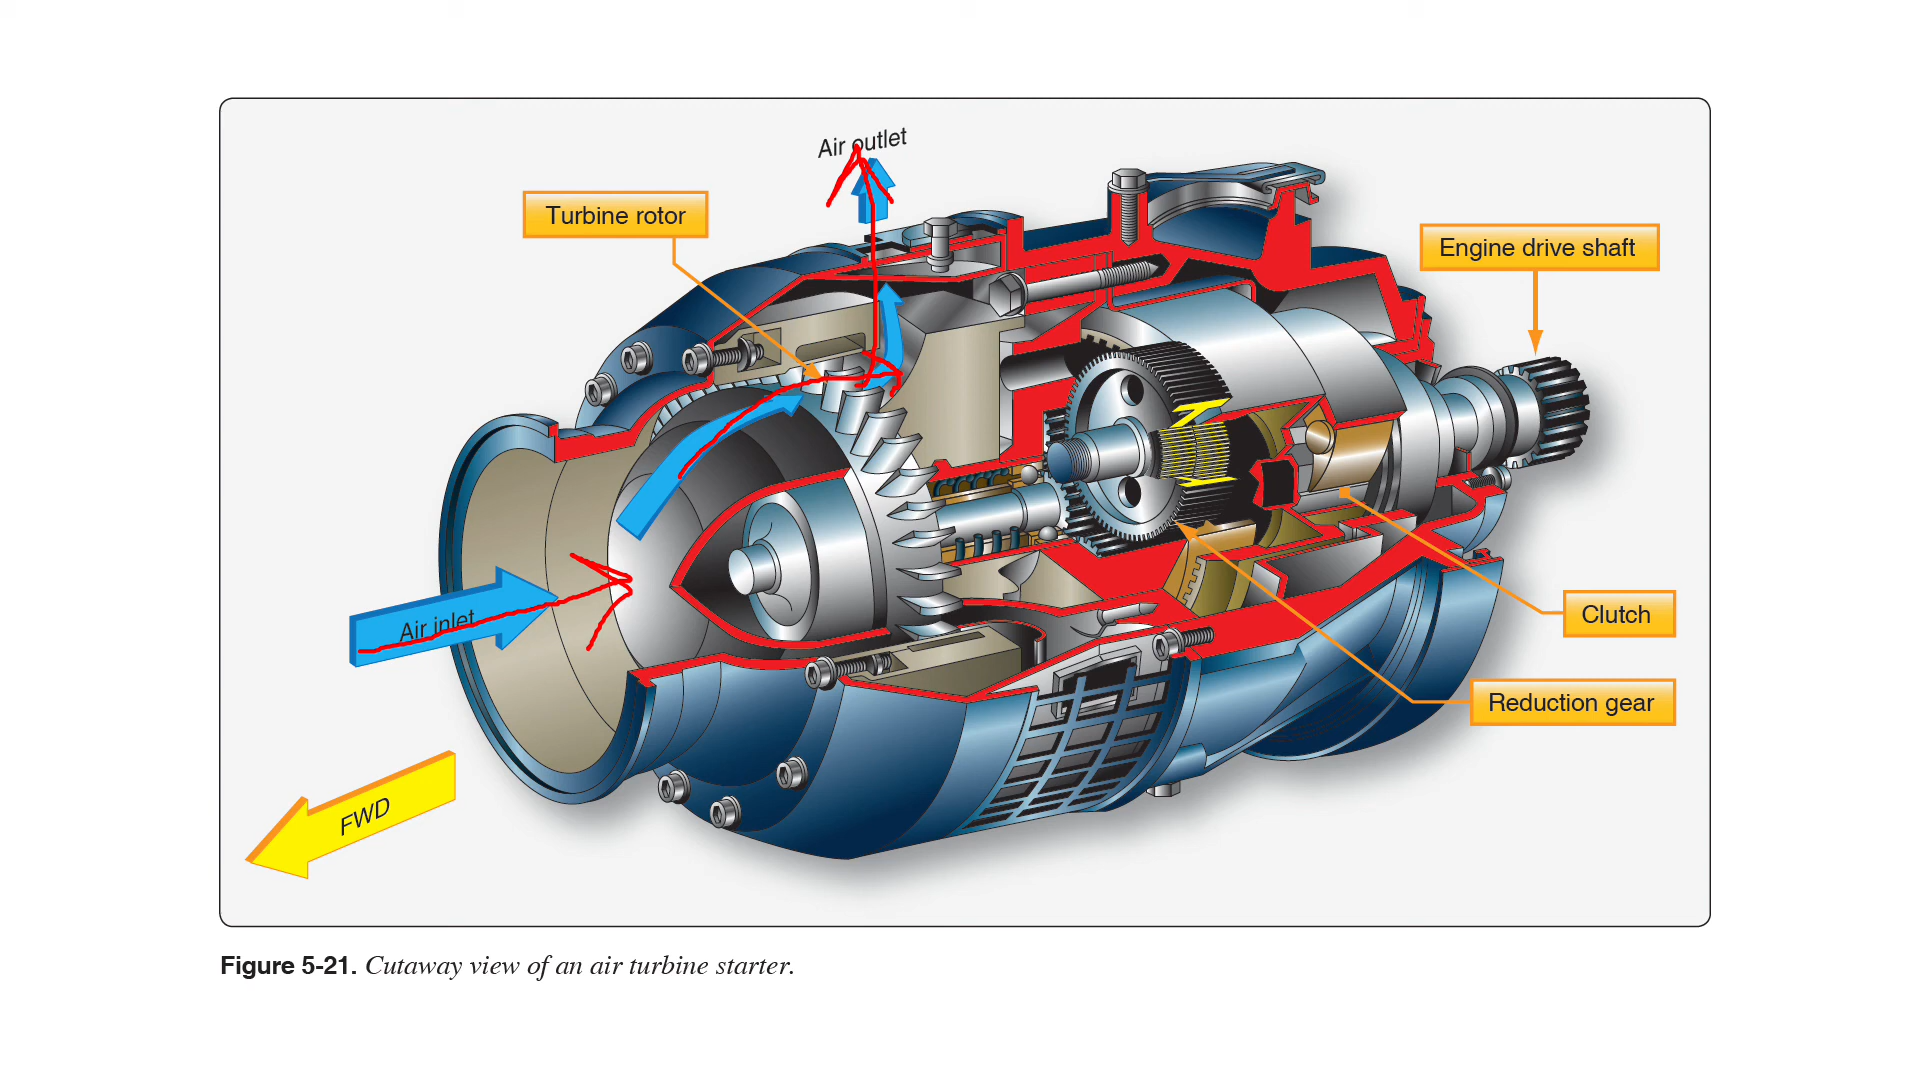 Air outlet
Turbine rotor
Engine drive shaft
Air inlet
Clutch
Reduction gear
FWD
Figure 5-21. Cutaway view of an air turbine starter.